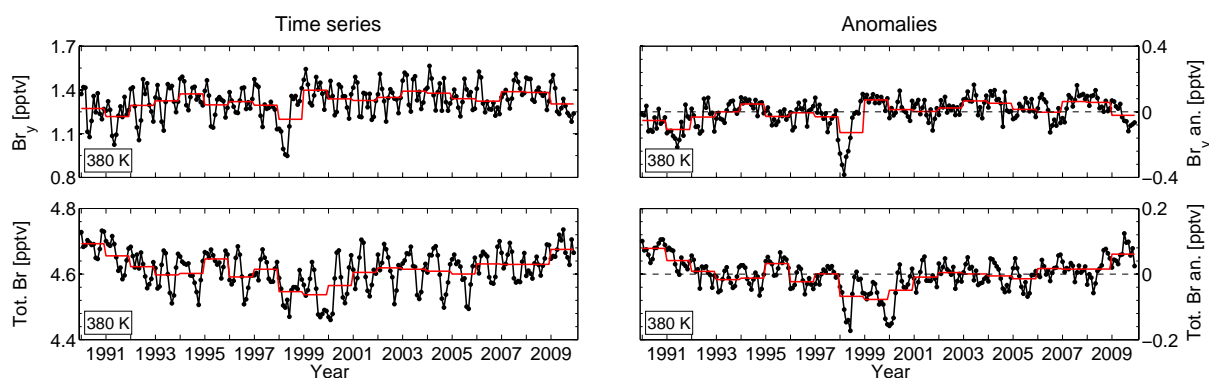 Time series
Anomalies
1.7
1.4
1.1
0.8
Br_y [pptv]
380 K
0.4
0
−0.4
Br_y an. [pptv]
380 K
4.8
4.6
4.4
Tot. Br [pptv]
380 K
0.2
0
−0.2
Tot. Br an. [pptv]
380 K
1991 1993 1995 1997 1999 2001 2003 2005 2007 2009
Year
1991 1993 1995 1997 1999 2001 2003 2005 2007 2009
Year